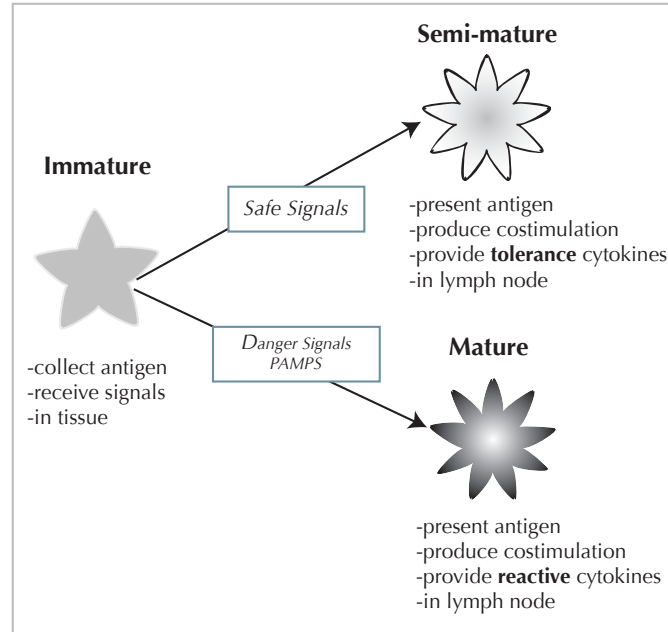 Immature
-collect antigen
-receive signals
-in tissue
Safe Signals
Danger Signals
PAMPS
Semi-mature
-present antigen
-produce costimulation
-provide tolerance cytokines
-in lymph node
Mature
-present antigen
-produce costimulation
-provide reactive cytokines
-in lymph node